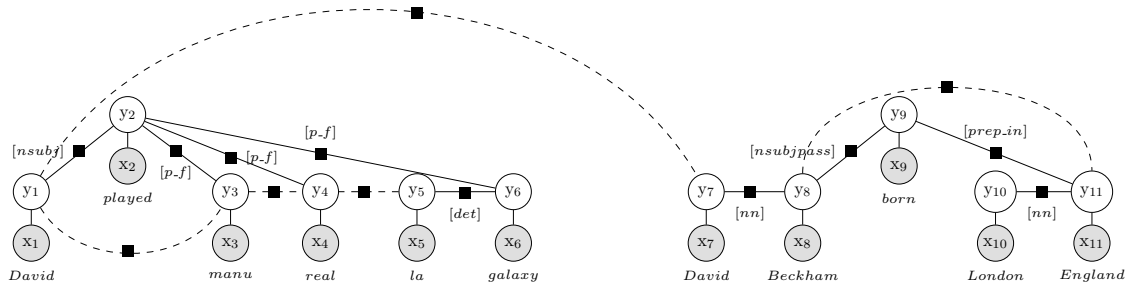 y2 y9
[p_f]
[prep_in]
[nsubj] [p_f] [nsubjpass]
x2 [p_f] x9
y1 played y3 y4 y5 y6 y7 y8 born y10 y11
[det] [nn] [nn]
x1 x3 x4 x5 x6 x7 x8 x10 x11
David manu real la galaxy David Beckham London England